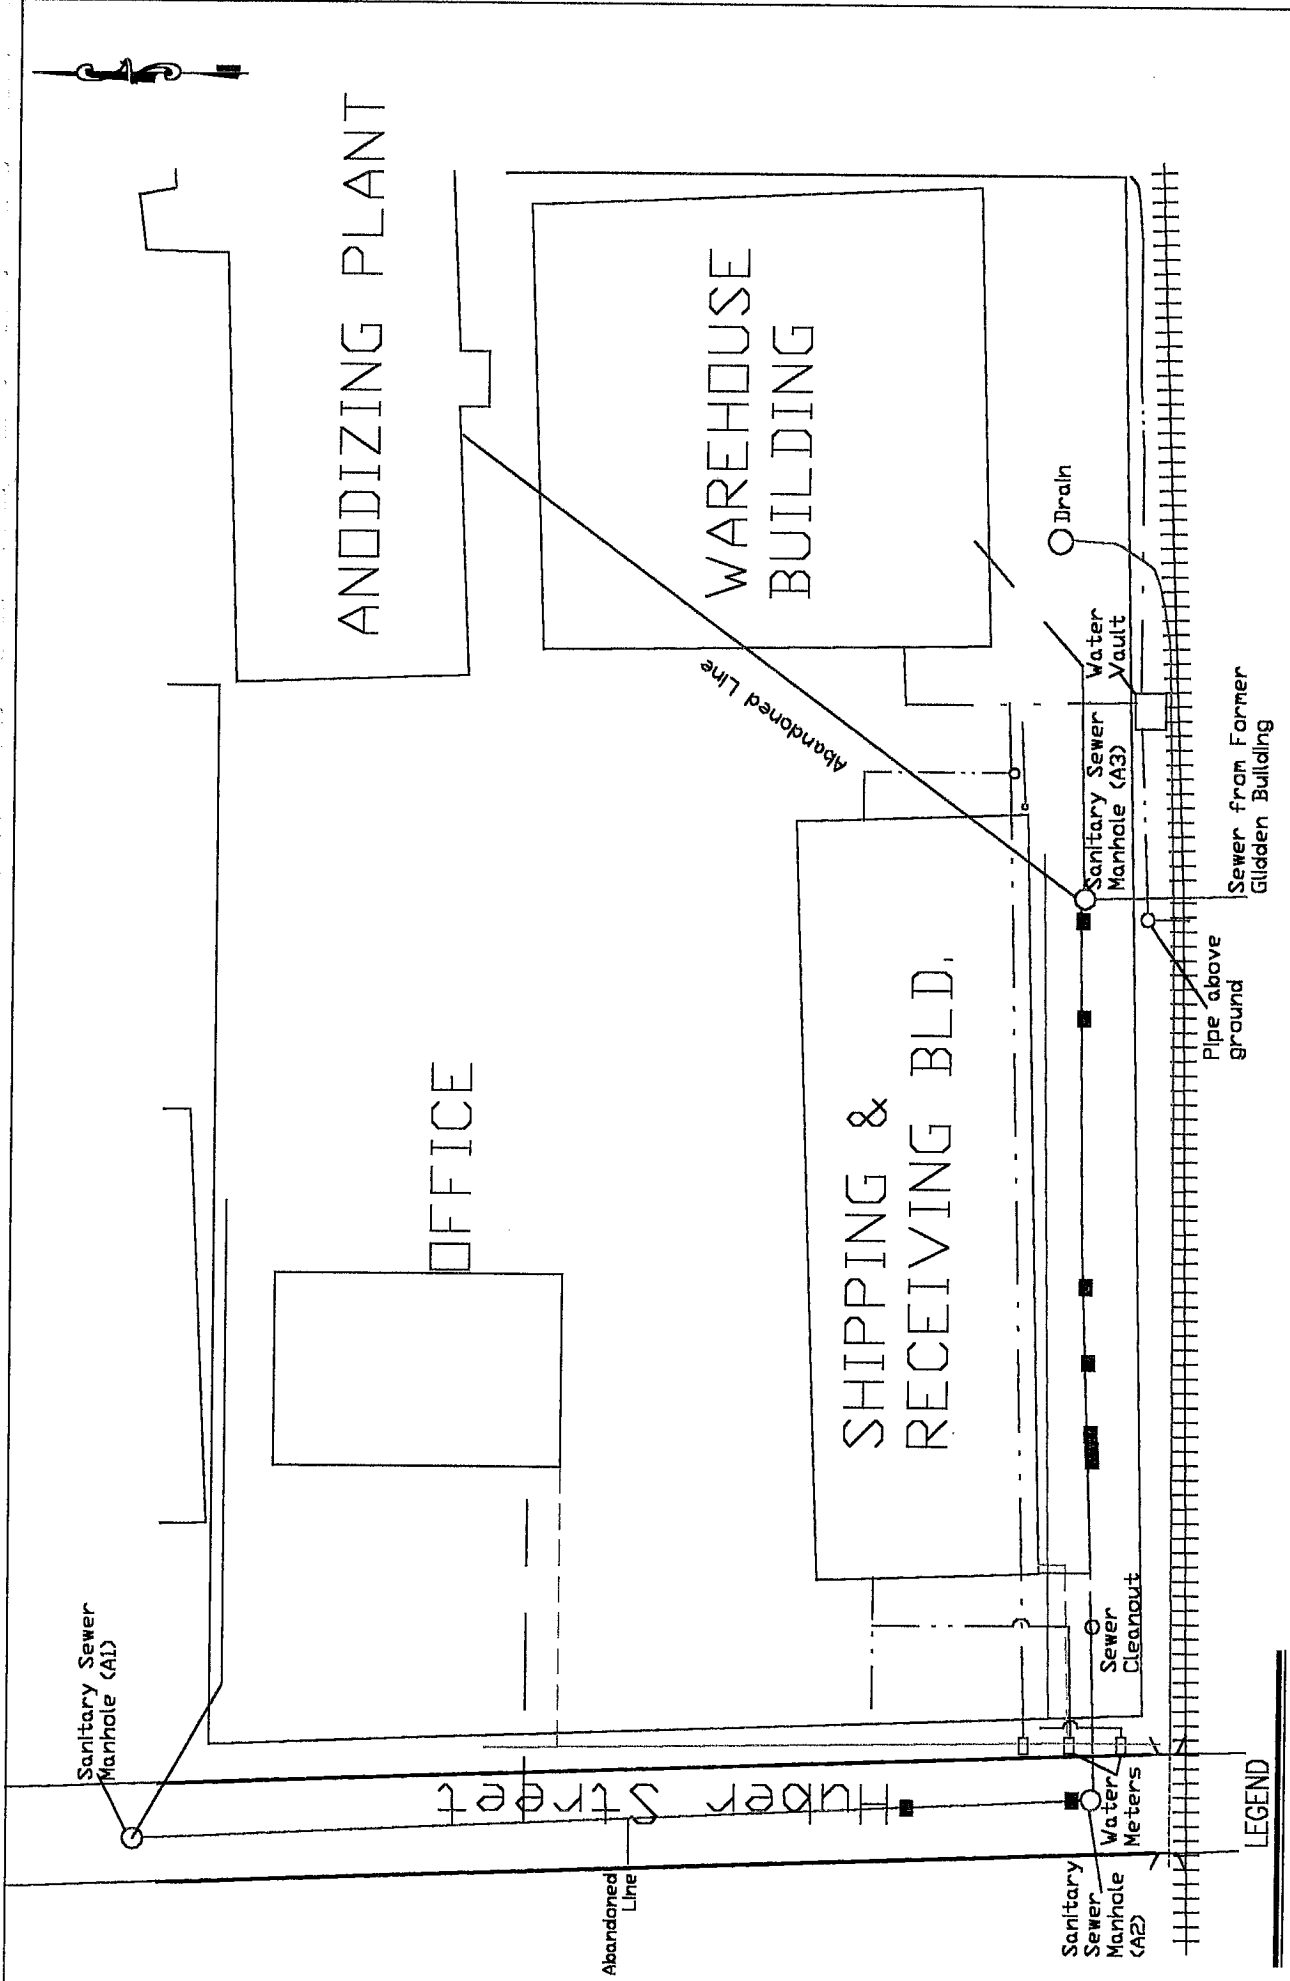 Sanitary Sewer
Manhole (A1)
ANODIZING PLANT
OFFICE
WAREHOUSE
BUILDING
Abandoned Line
SHIPPING &
RECEIVING BLD.
Huber Street
Abandoned
Line
Drain
Water
Vault
Sanitary Sewer
Manhole (A3)
Sewer
Cleanout
Water
Meters
Sanitary
Sewer
Manhole
(A2)
Pipe above
ground
Sewer from Former
Glidden Building
LEGEND